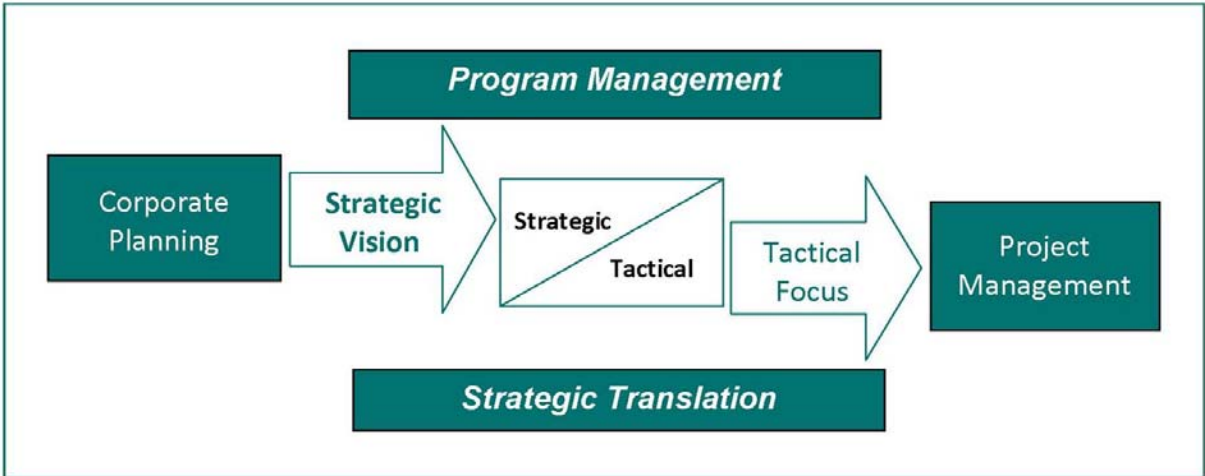 Program Management
Corporate
Planning
Strategic
Vision
Strategic
Tactical
Tactical
Focus
Project
Management
Strategic Translation